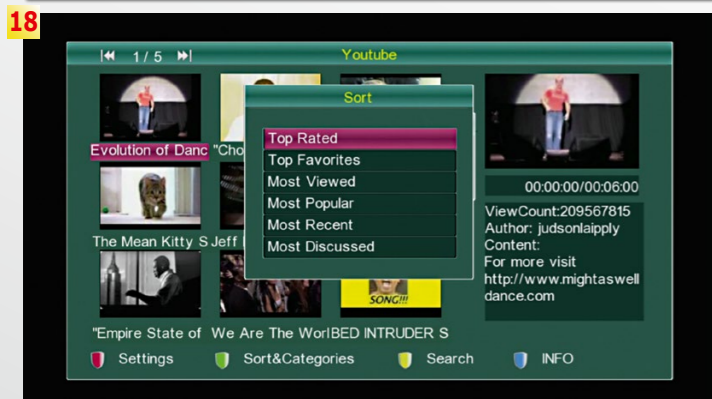 18
1 / 5
Youtube
Sort
Top Rated
Top Favorites
Most Viewed
Most Popular
Most Recent
Most Discussed
Evolution of Danc "Cho
The Mean Kitty S Jeff
SONG!!!
"Empire State of We Are The Worl BED INTRUDER S
00:00:00/00:06:00
ViewCount:209567815
Author: judsonlaipply
Content:
For more visit
http://www.mightaswell
dance.com
Settings Sort&Categories Search INFO